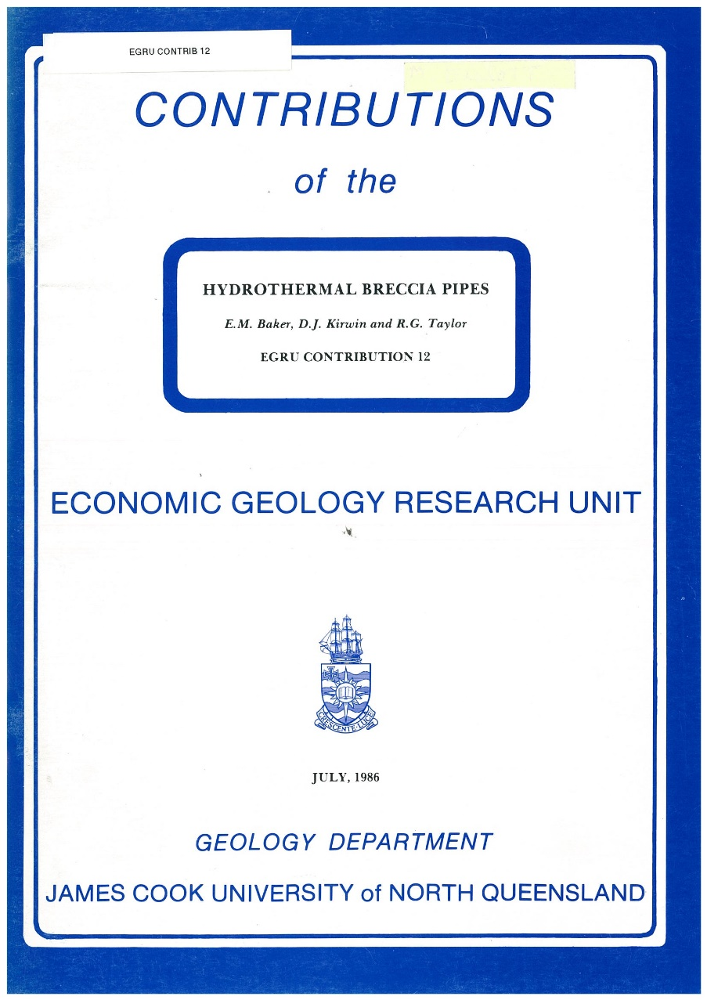 EGRU CONTRIB 12
CONTRIBUTIONS
of the
HYDROTHERMAL BRECCIA PIPES
E.M. Baker, D.J. Kirwin and R.G. Taylor
EGRU CONTRIBUTION 12
ECONOMIC GEOLOGY RESEARCH UNIT
CRESCENTE·LUCE
JULY, 1986
GEOLOGY DEPARTMENT
JAMES COOK UNIVERSITY of NORTH QUEENSLAND